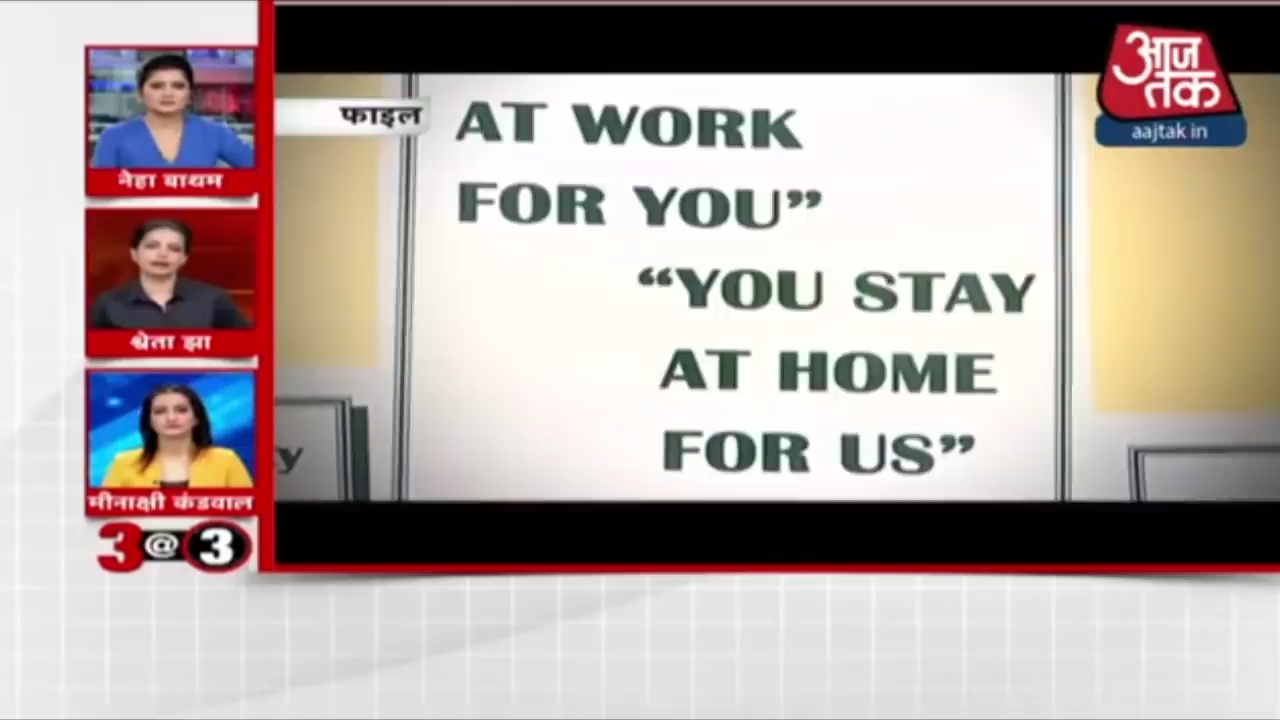 नेहा बाथम
श्वेता झा
मीनाक्षी कंडवाल
3@3
फाइल
AT WORK
FOR YOU”
“YOU STAY
AT HOME
FOR US”
y
आज
तक
aajtak in